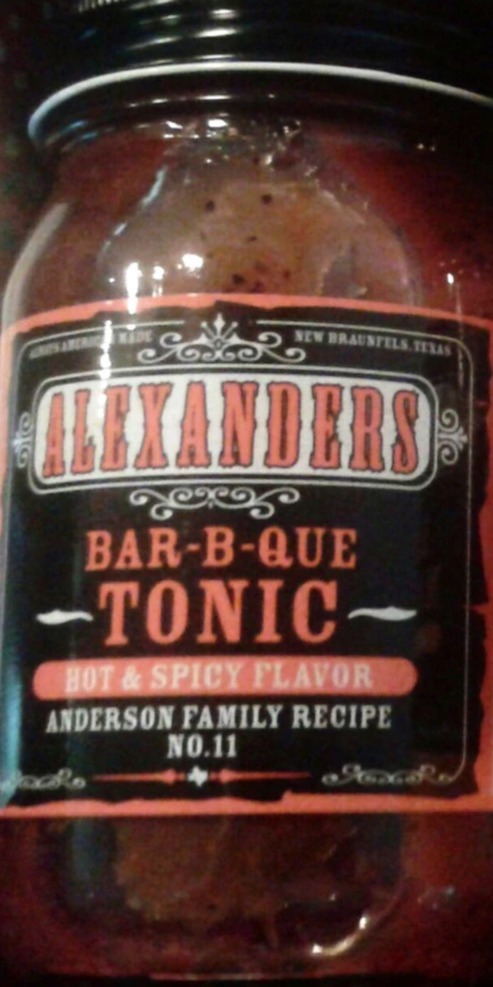 ALWAYS AMERICAN MADE
NEW BRAUNFELS, TEXAS
ALEXANDERS
BAR-B-QUE
TONIC
HOT & SPICY FLAVOR
ANDERSON FAMILY RECIPE
NO.11